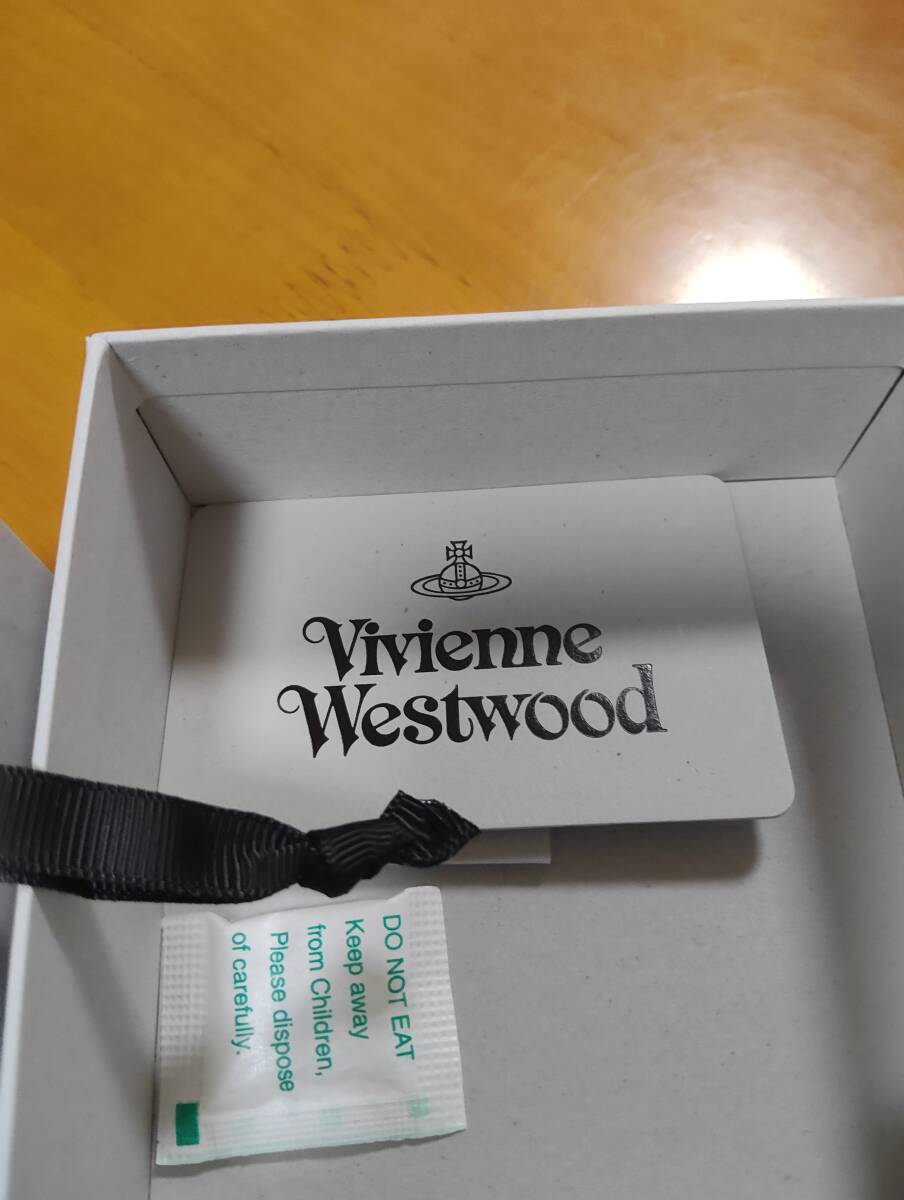 Vivienne
Westwood
DO NOT EAT
Keep away
from Children,
Please dispose
of carefully.